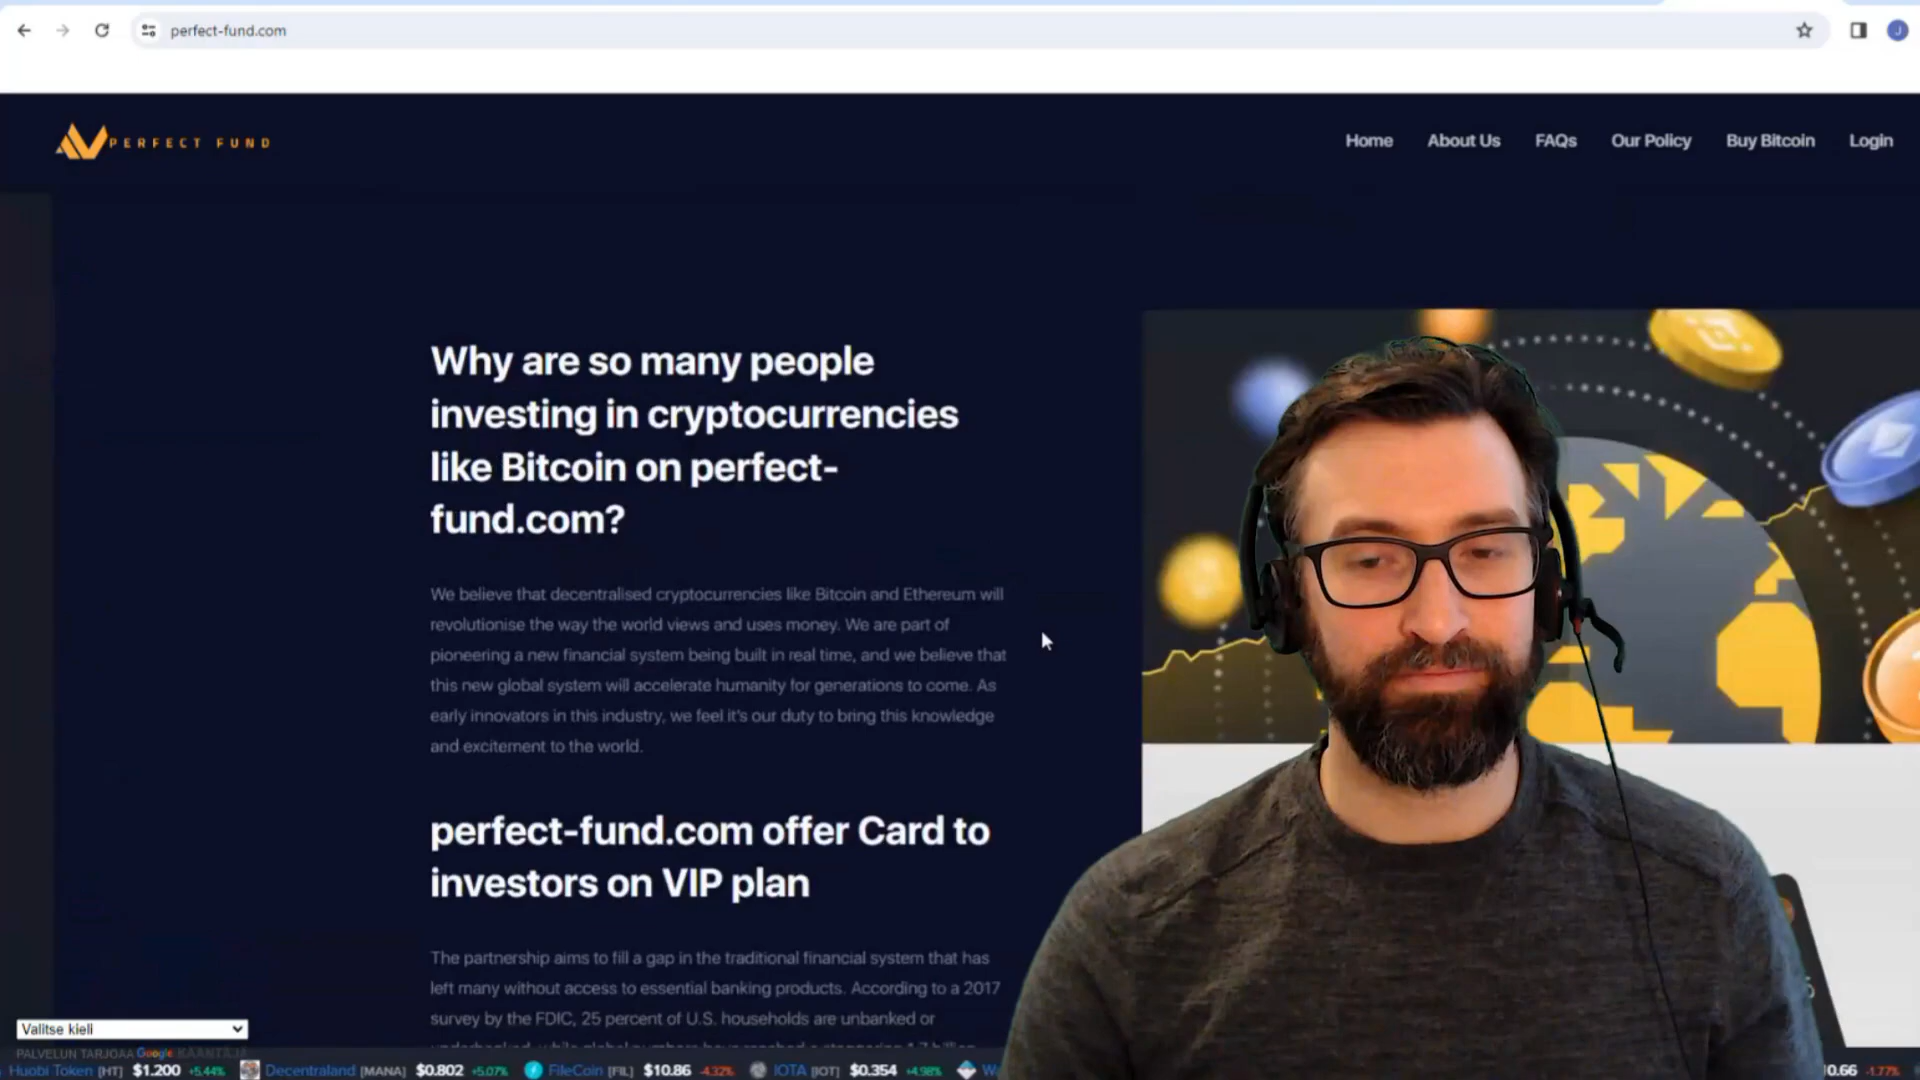 perfect-fund.com
J
PERFECT FUND
Home About Us FAQs Our Policy Buy Bitcoin Login
Why are so many people
investing in cryptocurrencies
like Bitcoin on perfect-
fund.com?
We believe that decentralised cryptocurrencies like Bitcoin and Ethereum will
revolutionise the way the world views and uses money. We are part of
pioneering a new financial system being built in real time, and we believe that
this new global system will accelerate humanity for generations to come. As
early innovators in this industry, we feel it's our duty to bring this knowledge
and excitement to the world.
perfect-fund.com offer Card to
investors on VIP plan
The partnership aims to fill a gap in the traditional financial system that has
left many without access to essential banking products. According to a 2017
survey by the FDIC, 25 percent of U.S. households are unbanked or
Valitse kieli
PALVELUN TARJOAA Google KÄÄNTÄJÄ
Huobi Token [HT] $1.200 +5.44% Decentraland [MANA] $0.802 +5.07% FileCoin [FIL] $10.86 -4.32% IOTA [IOT] $0.354 +4.98% 0.66 -1.77%